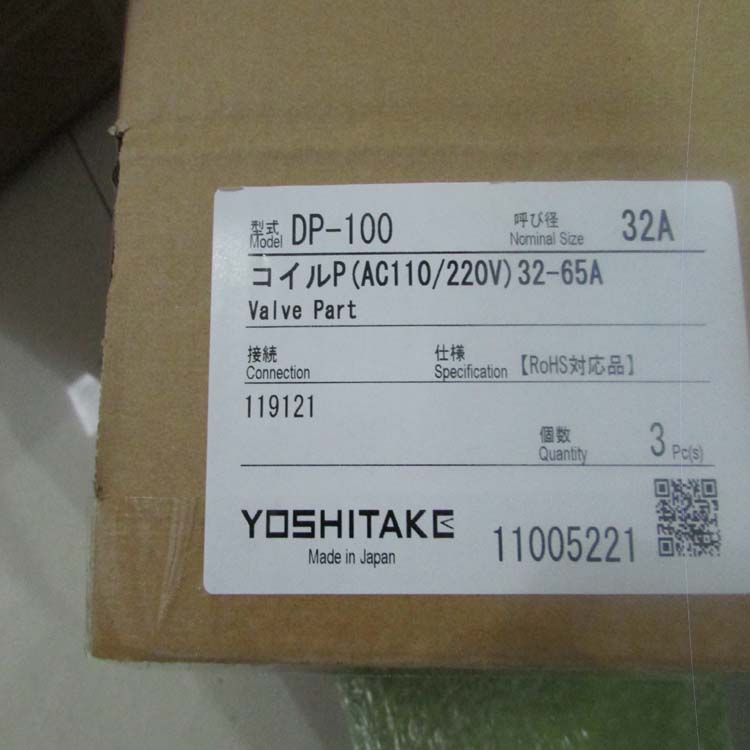 型式 Model DP-100 呼び径 Nominal Size 32A
コイルP(AC110/220V)32-65A
Valve Part
接続 Connection 仕様 Specification 【RoHS対応品】
119121
個数 Quantity 3 Pc(s)
YOSHITAKE
Made in Japan
11005221